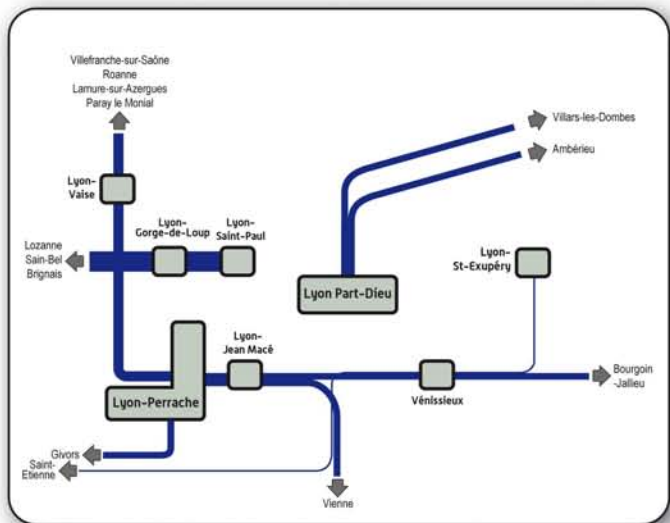 Villefranche-sur-Saône
Roanne
Lamure-sur-Azergues
Paray le Monial
Villars-les-Dombes
Ambérieu
Lyon-
Vaise
Lyon-
Gorge-de-Loup
Lyon-
Saint-Paul
Lozanne
Sain-Bel
Brignais
Lyon-
St-Exupéry
Lyon Part-Dieu
Lyon-
Jean Macé
Lyon-Perrache
Vénissieux
Bourgoin
-Jallieu
Givors
Saint-
Etienne
Vienne